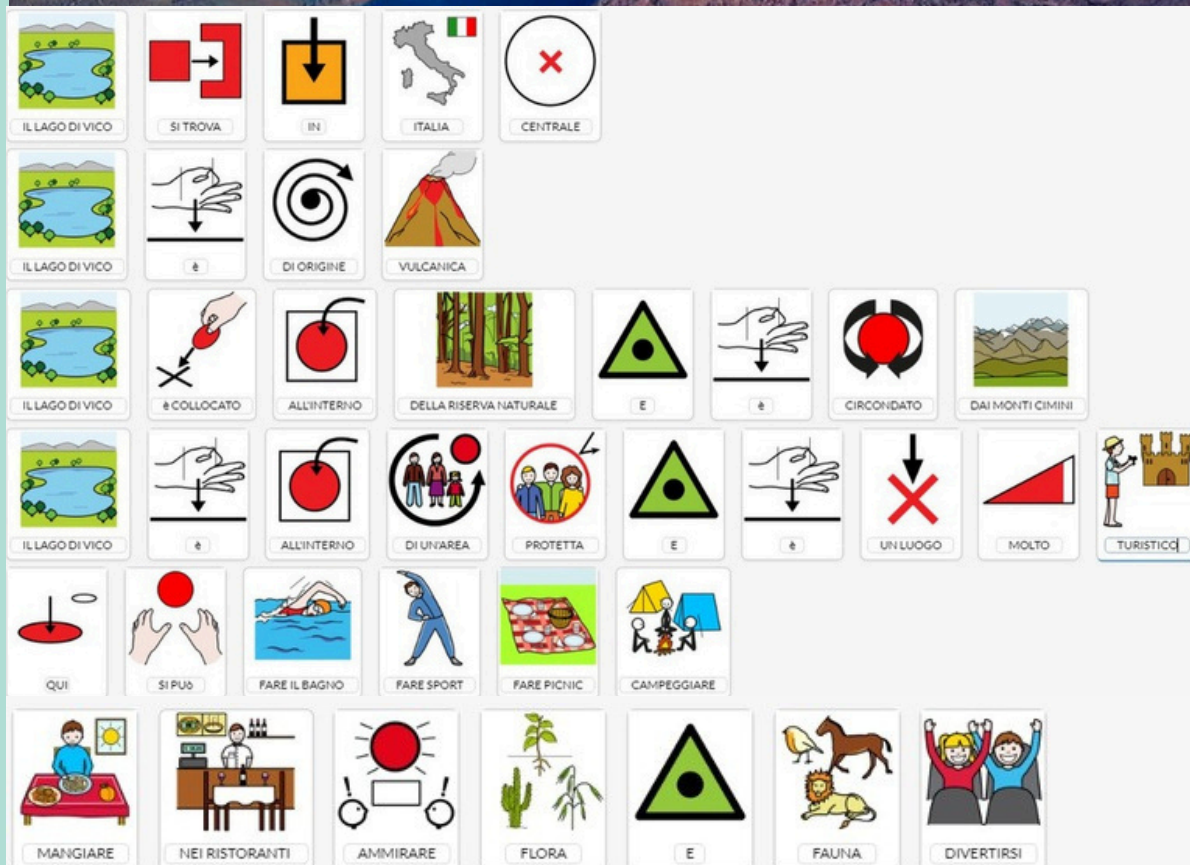 IL LAGO DI VICO SI TROVA IN ITALIA CENTRALE
IL LAGO DI VICO è DI ORIGINE VULCANICA
IL LAGO DI VICO è COLLOCATO ALL'INTERNO DELLA RISERVA NATURALE E è CIRCONDATO DAI MONTI CIMINI
IL LAGO DI VICO è ALL'INTERNO DI UN'AREA PROTETTA E è UN LUOGO MOLTO TURISTICO
QUI SI PUò FARE IL BAGNO FARE SPORT FARE PICNIC CAMPEGGIARE
MANGIARE NEI RISTORANTI AMMIRARE FLORA E FAUNA DIVERTIRSI